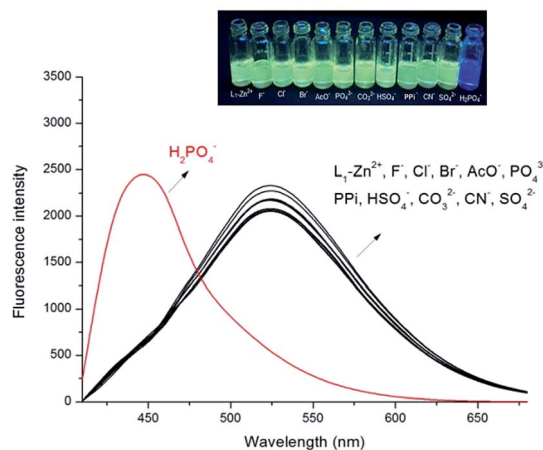 L₁-Zn²⁺ F⁻ Cl⁻ Br⁻ AcO⁻ PO₄²⁻ CO₃²⁻ HSO₄⁻ PPi CN⁻ SO₄²⁻ H₂PO₄⁻
H₂PO₄⁻
L₁-Zn²⁺, F⁻, Cl⁻, Br⁻, AcO⁻, PO₄³
PPi, HSO₄⁻, CO₃²⁻, CN⁻, SO₄²⁻
3500
3000
2500
2000
1500
1000
500
0
Fluorescence intensity
450 500 550 600 650
Wavelength (nm)